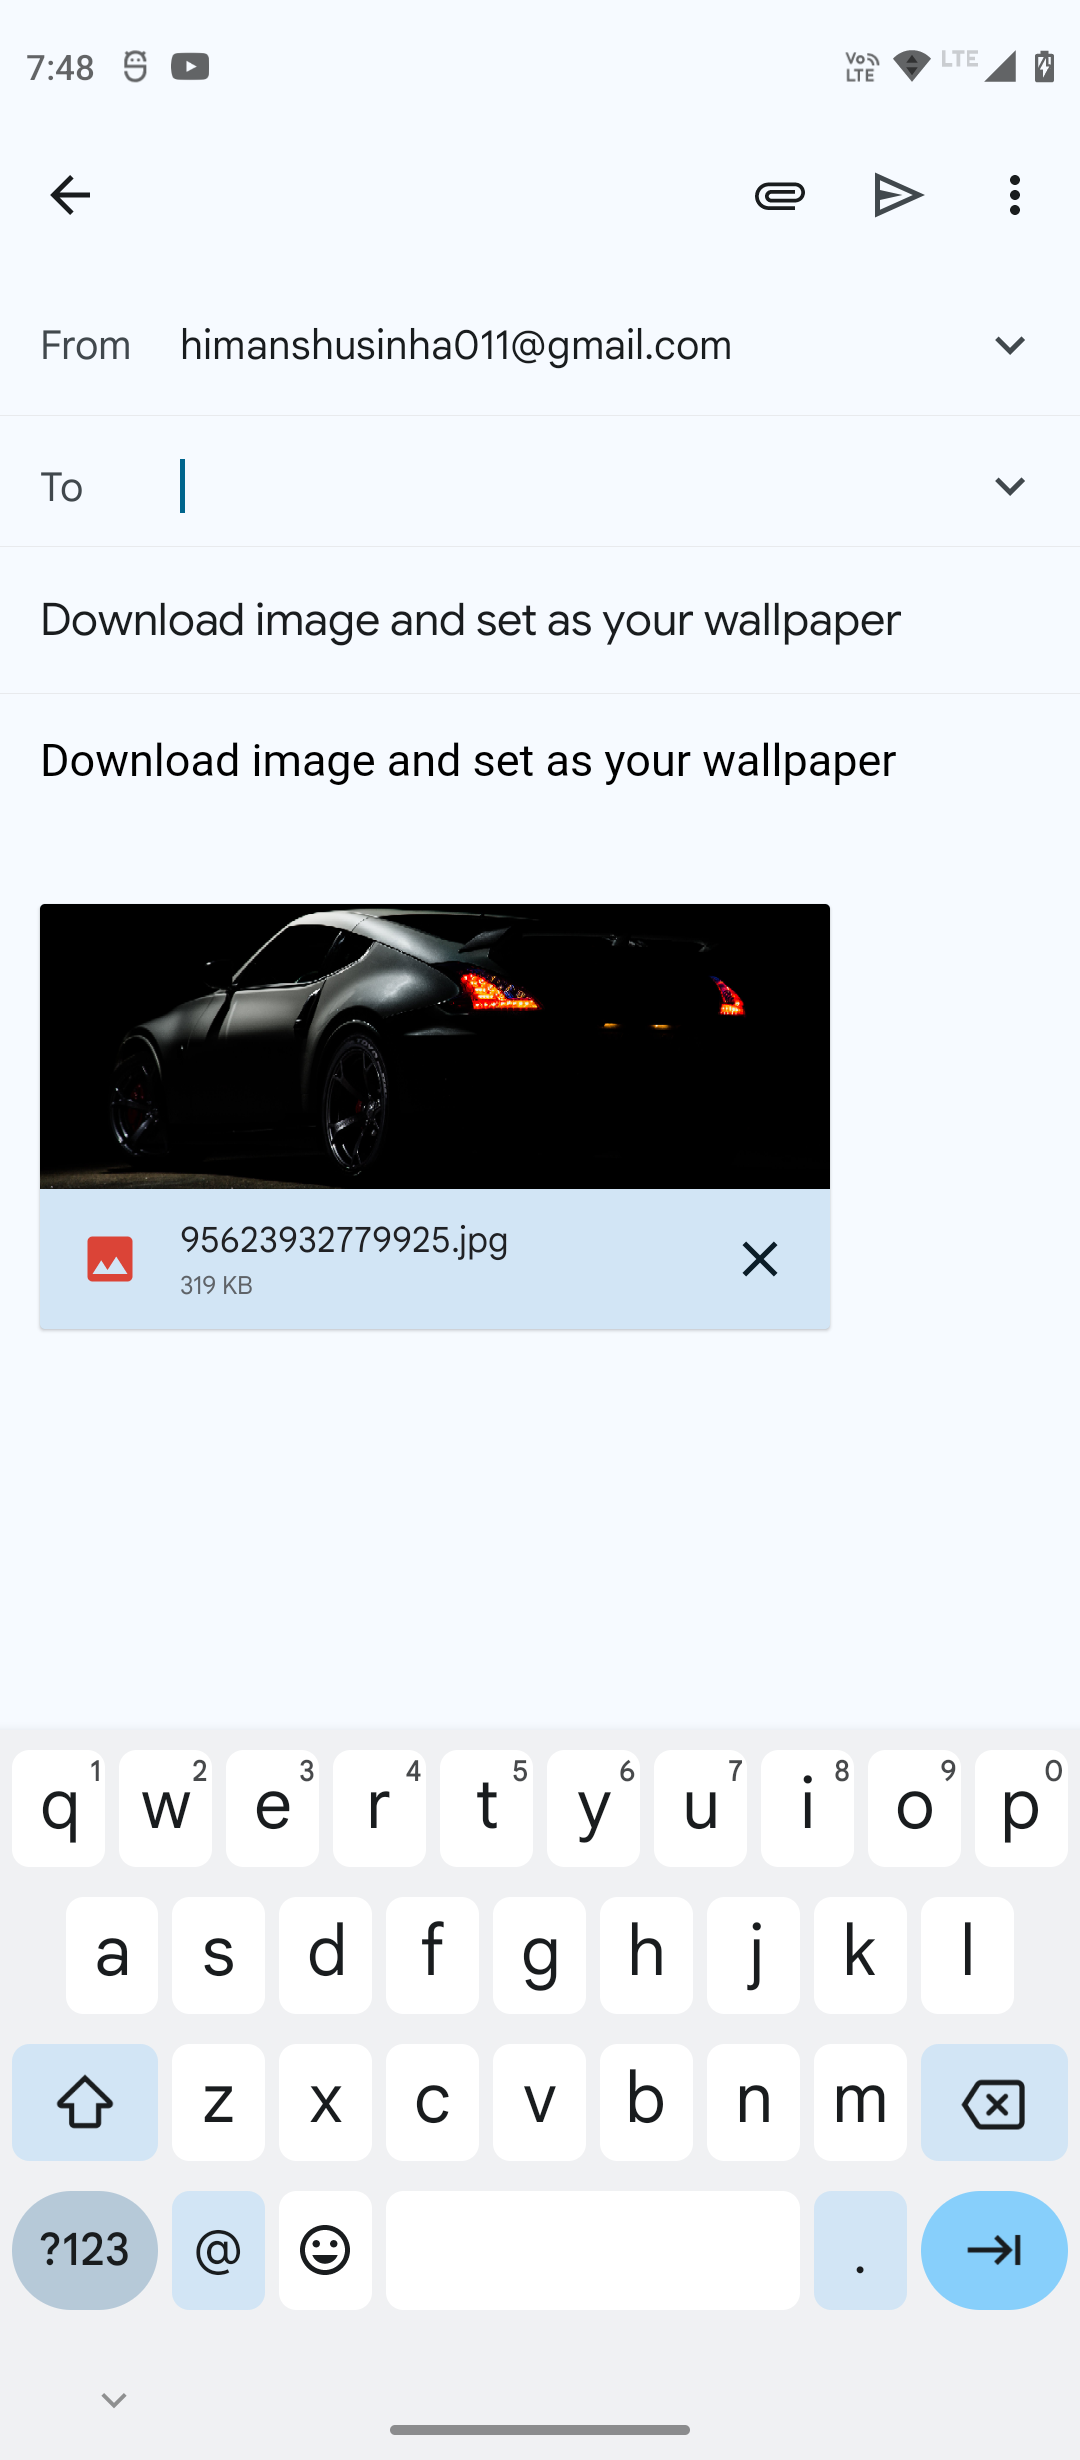 7:48
Vo LTE
LTE
From himanshusinha011@gmail.com
To
Download image and set as your wallpaper
Download image and set as your wallpaper
95623932779925.jpg
319 KB
q 1 w 2 e 3 r 4 t 5 y 6 u 7 i 8 o 9 p 0
a s d f g h j k l
z x c v b n m
?123 @ .